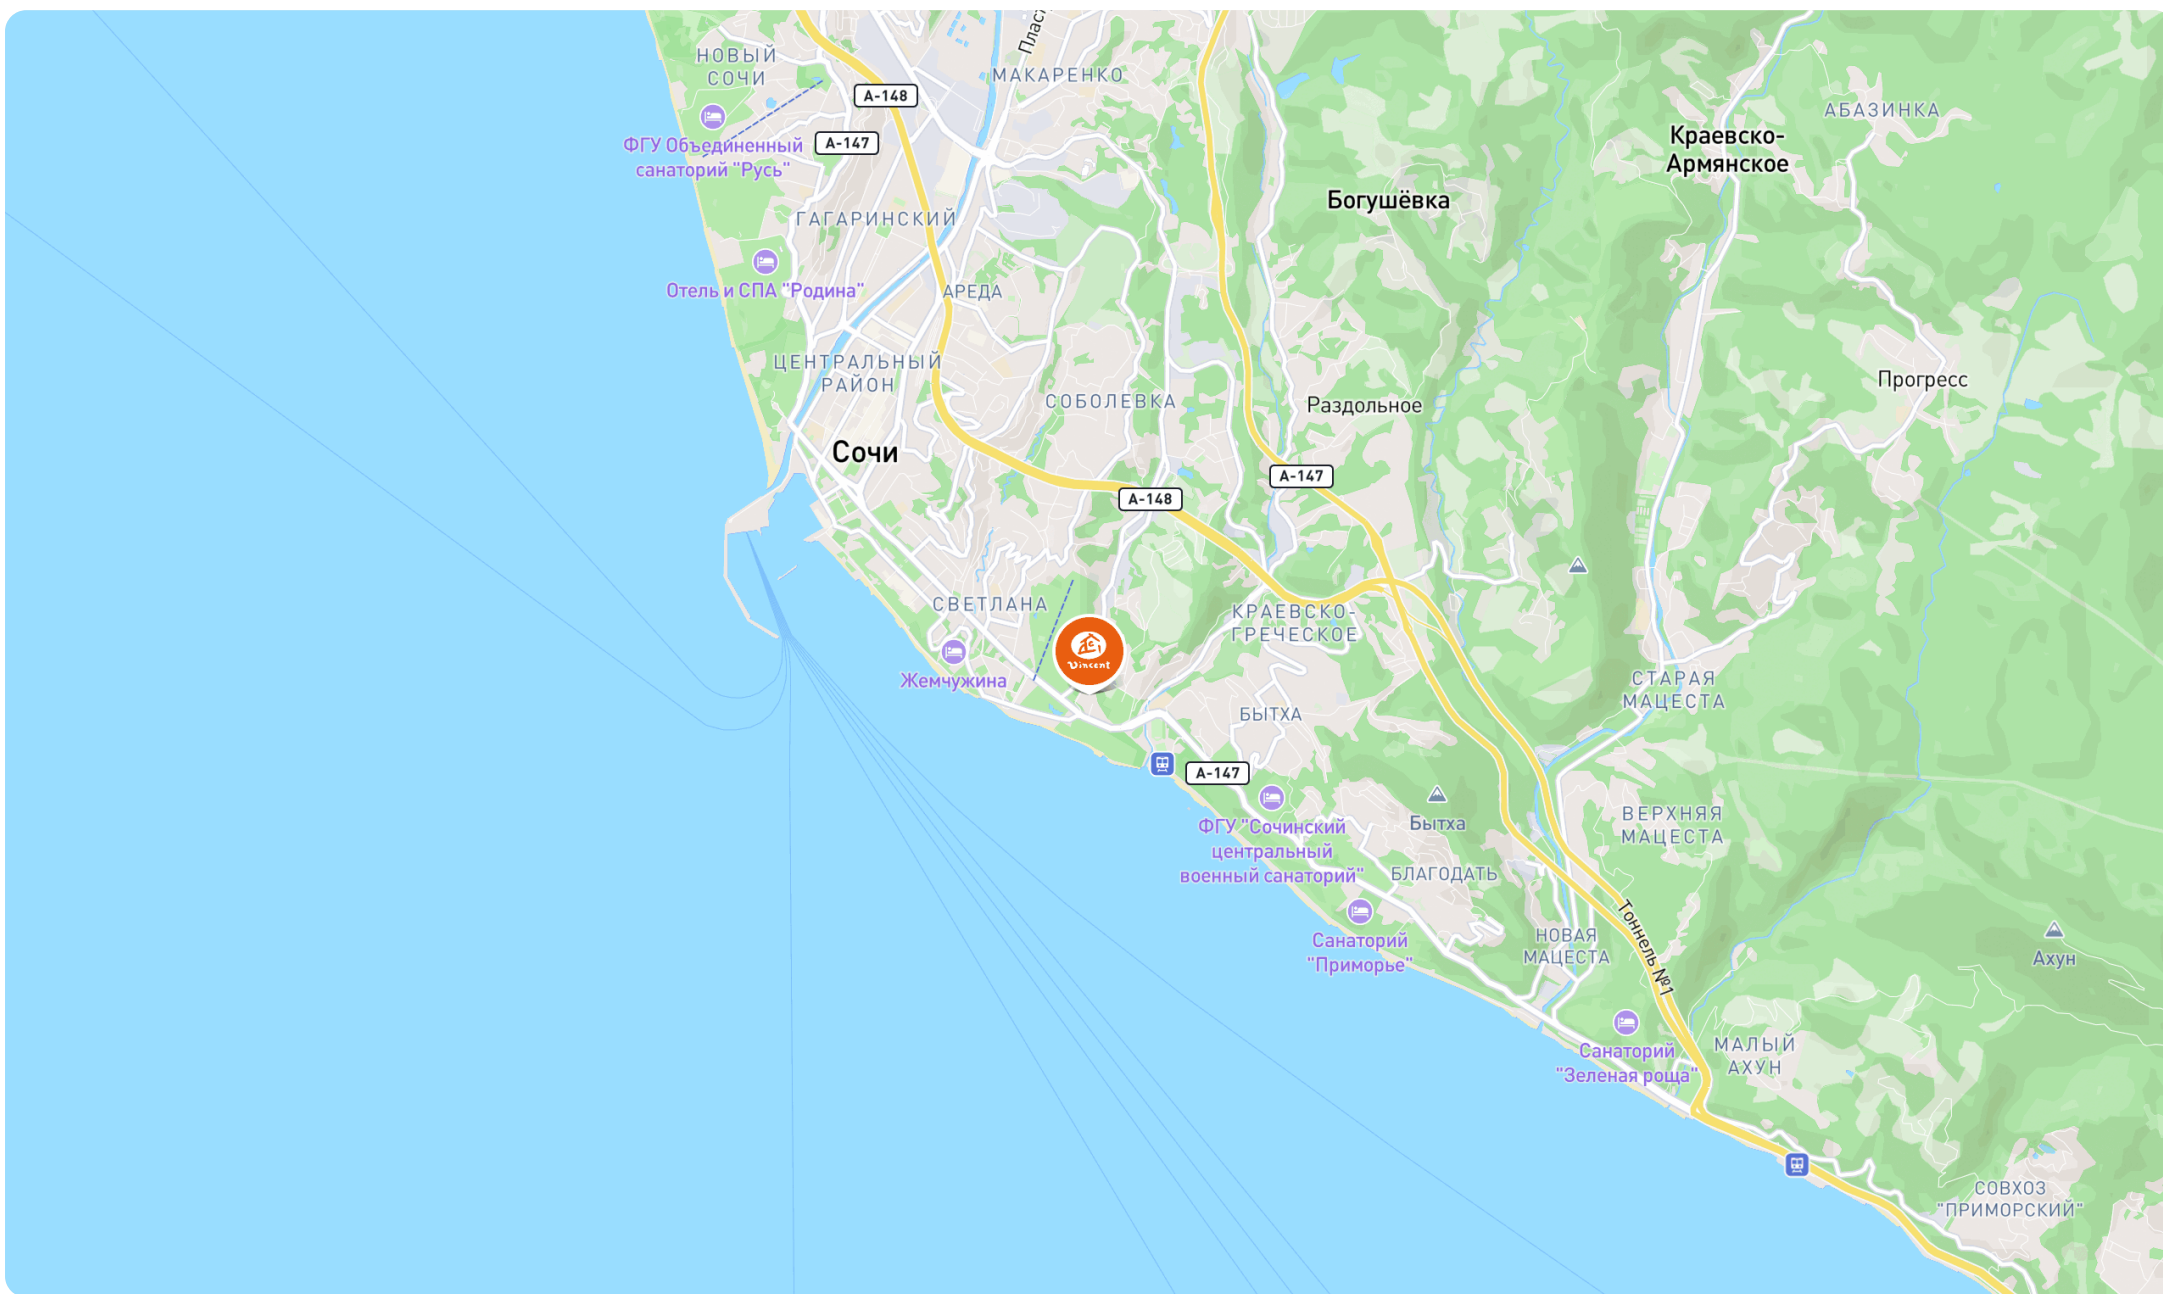 Пласт
НОВЫЙ
СОЧИ
МАКАРЕНКО
А-148
АБАЗИНКА
ФГУ Объединенный
санаторий "Русь"
А-147
Краевско-
Армянское
Богушёвка
ГАГАРИНСКИЙ
Отель и СПА "Родина"
АРЕДА
ЦЕНТРАЛЬНЫЙ
РАЙОН
СОБОЛЕВКА
Раздольное
Прогресс
Сочи
А-147
А-148
СВЕТЛАНА
КРАЕВСКО-
ГРЕЧЕСКОЕ
Vincent
Жемчужина
СТАРАЯ
МАЦЕСТА
БЫТХА
А-147
ФГУ "Сочинский
центральный
военный санаторий"
Бытха
ВЕРХНЯЯ
МАЦЕСТА
БЛАГОДАТЬ
Санаторий
"Приморье"
НОВАЯ
МАЦЕСТА
Тоннель №1
Ахун
Санаторий
"Зеленая роща"
МАЛЫЙ
АХУН
СОВХОЗ
"ПРИМОРСКИЙ"